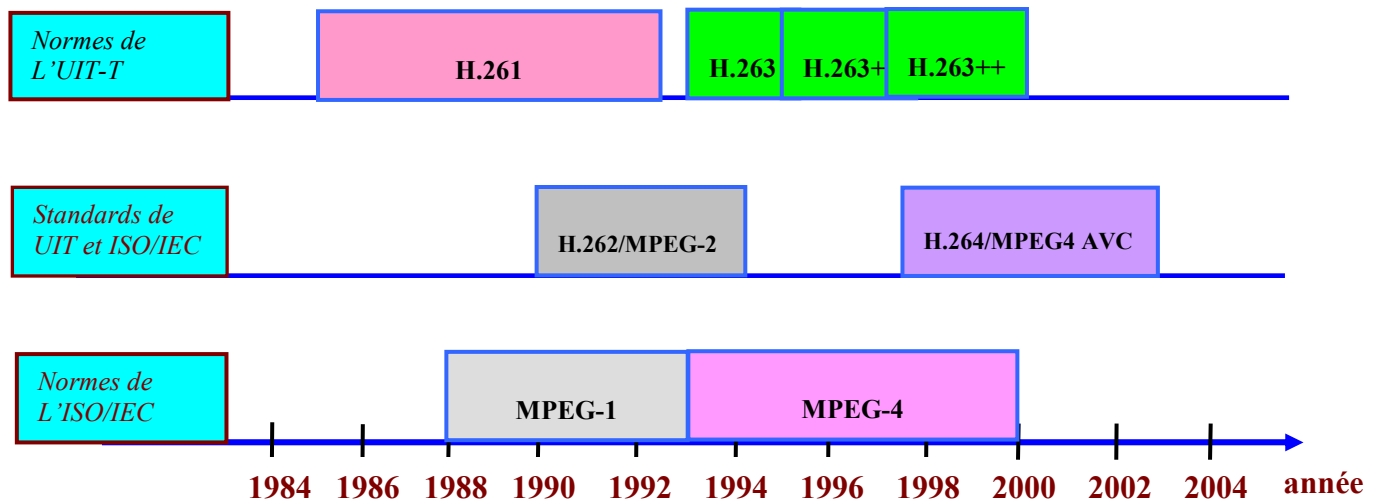 Normes de
L'UIT-T
H.261
H.263
H.263+
H.263++
Standards de
UIT et ISO/IEC
H.262/MPEG-2
H.264/MPEG4 AVC
Normes de
L'ISO/IEC
MPEG-1
MPEG-4
1984 1986 1988 1990 1992 1994 1996 1998 2000 2002 2004 année